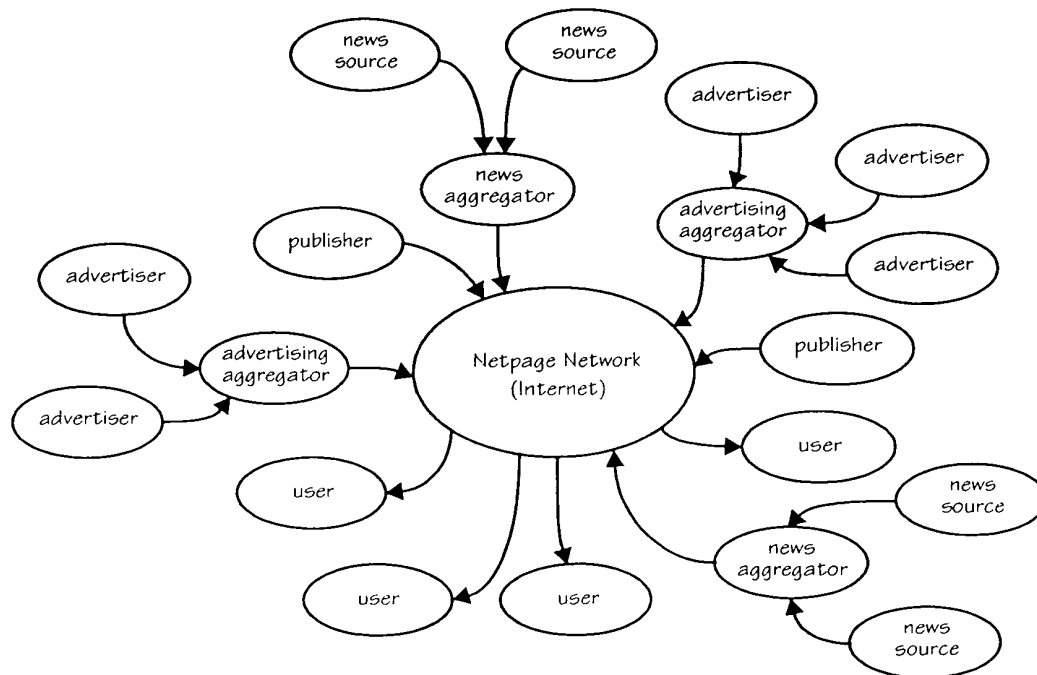 news
source
news
source
advertiser
advertiser
news
aggregator
advertising
aggregator
publisher
advertiser
advertiser
publisher
advertising
aggregator
Netpage Network
(Internet)
advertiser
user
user
news
source
news
aggregator
user
user
news
source